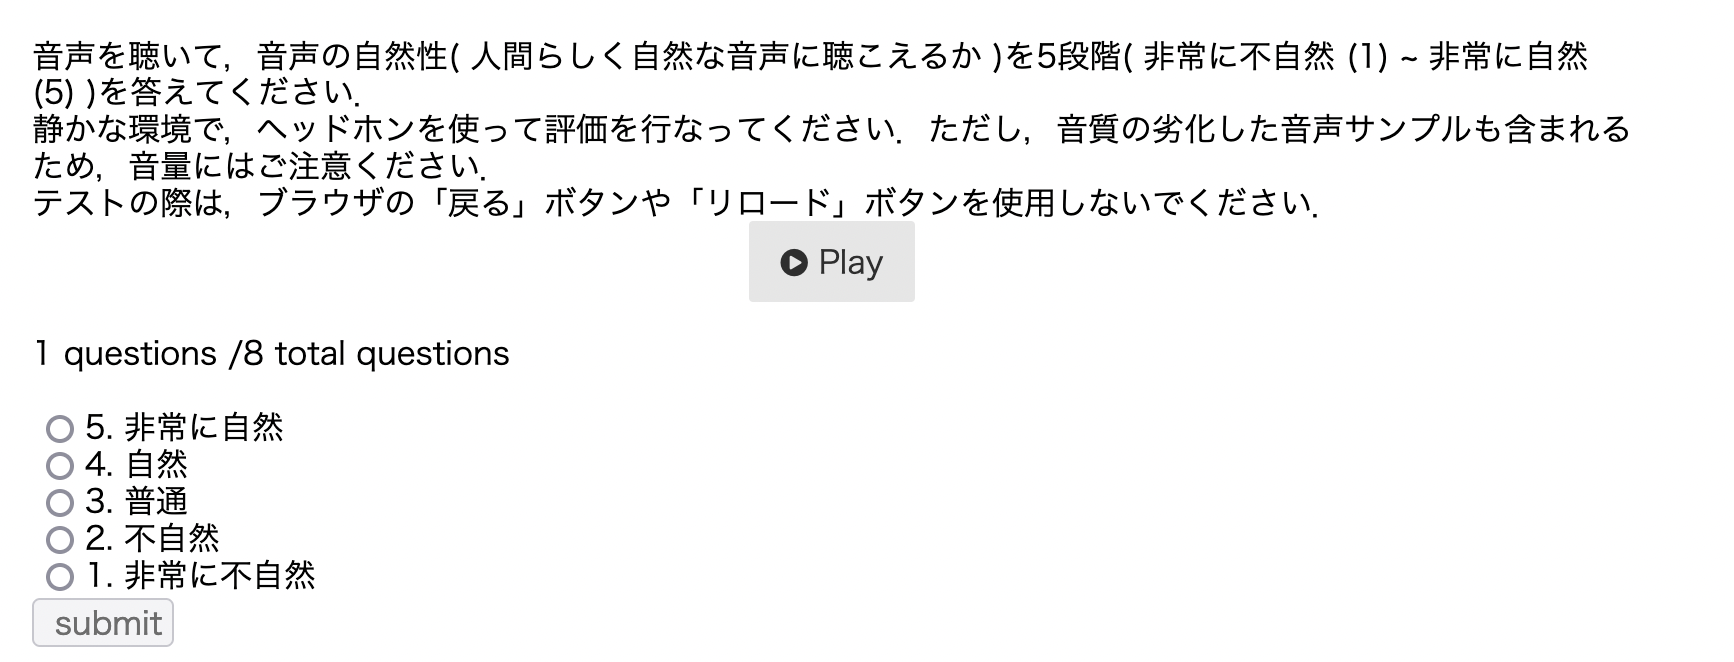 音声を聴いて，音声の自然性( 人間らしく自然な音声に聴こえるか )を5段階( 非常に不自然 (1) ~ 非常に自然
(5) )を答えてください．
静かな環境で，ヘッドホンを使って評価を行なってください．ただし，音質の劣化した音声サンプルも含まれる
ため，音量にはご注意ください．
テストの際は，ブラウザの「戻る」ボタンや「リロード」ボタンを使用しないでください．
Play
1 questions /8 total questions
5. 非常に自然
4. 自然
3. 普通
2. 不自然
1. 非常に不自然
submit